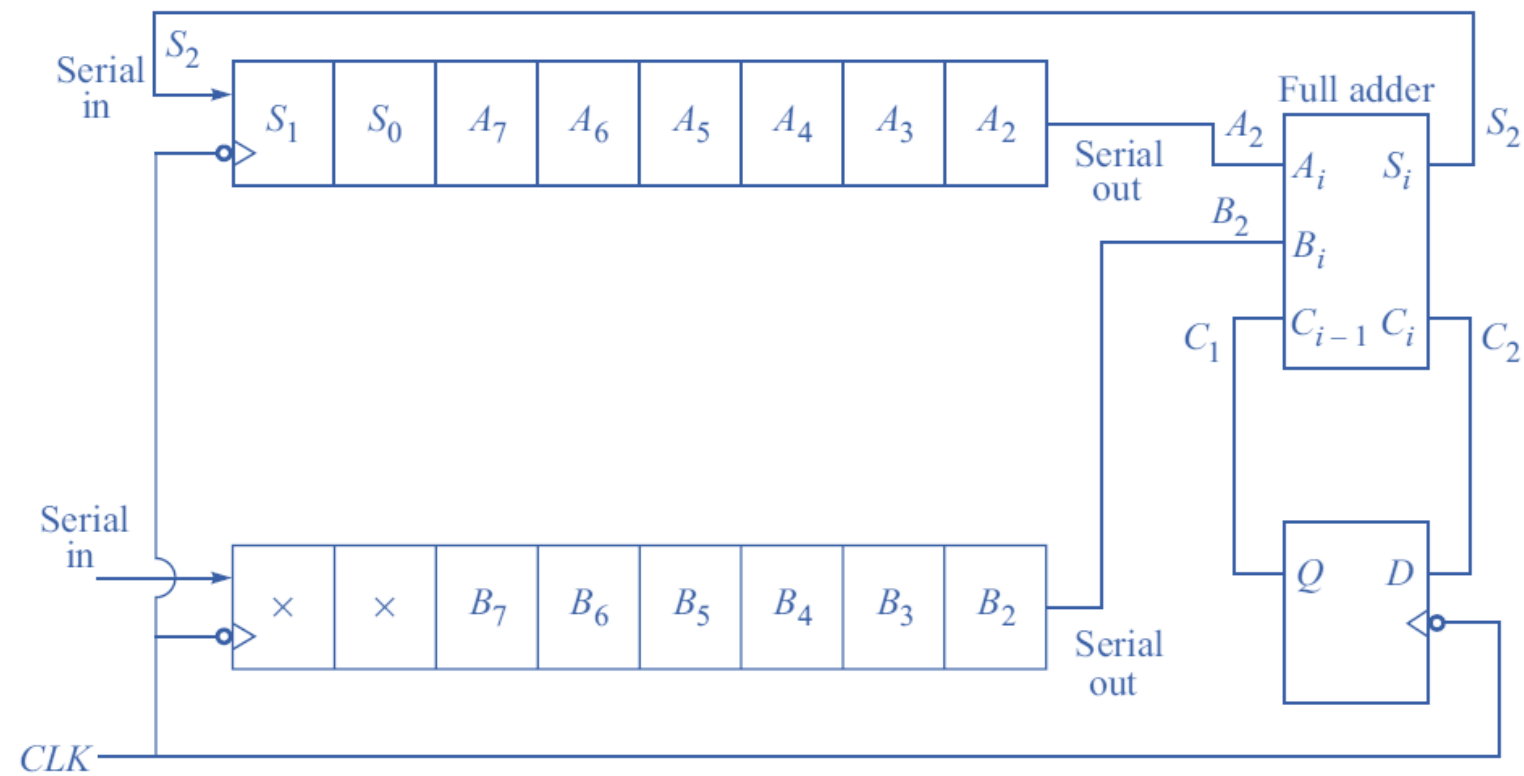 S₂
Serial
in
Full adder
S₁ S₀ A₇ A₆ A₅ A₄ A₃ A₂
A₂
S₂
Serial
out
Aᵢ Sᵢ
B₂
Bᵢ
C₁
Cᵢ₋₁ Cᵢ
C₂
Serial
in
Q D
× × B₇ B₆ B₅ B₄ B₃ B₂
Serial
out
CLK